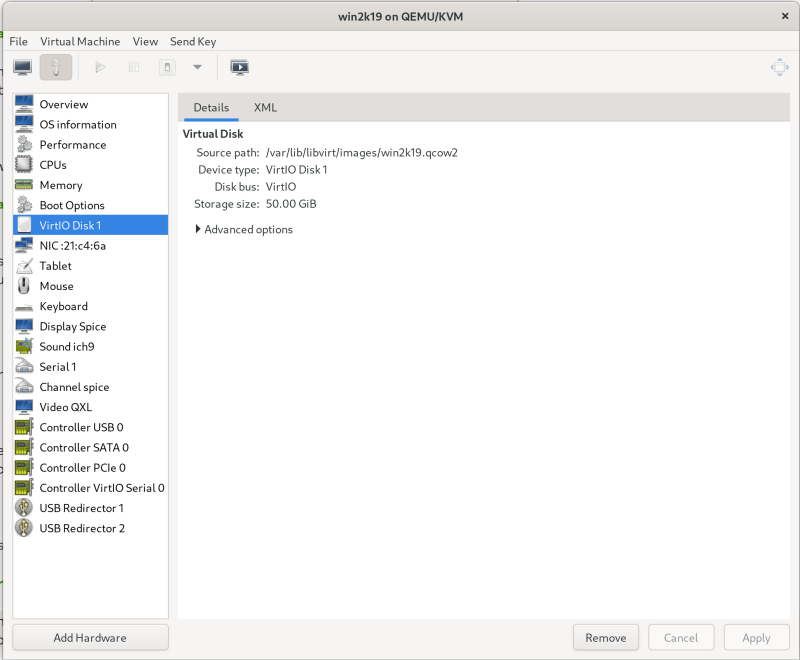 win2k19 on QEMU/KVM
File Virtual Machine View Send Key
Overview
OS information
Performance
CPUs
Memory
Boot Options
VirtIO Disk 1
NIC :21:c4:6a
Tablet
Mouse
Keyboard
Display Spice
Sound ich9
Serial 1
Channel spice
Video QXL
Controller USB 0
Controller SATA 0
Controller PCIe 0
Controller VirtIO Serial 0
USB Redirector 1
USB Redirector 2
Add Hardware
Details XML
Virtual Disk
Source path: /var/lib/libvirt/images/win2k19.qcow2
Device type: VirtIO Disk 1
Disk bus: VirtIO
Storage size: 50.00 GiB
Advanced options
Remove Cancel Apply